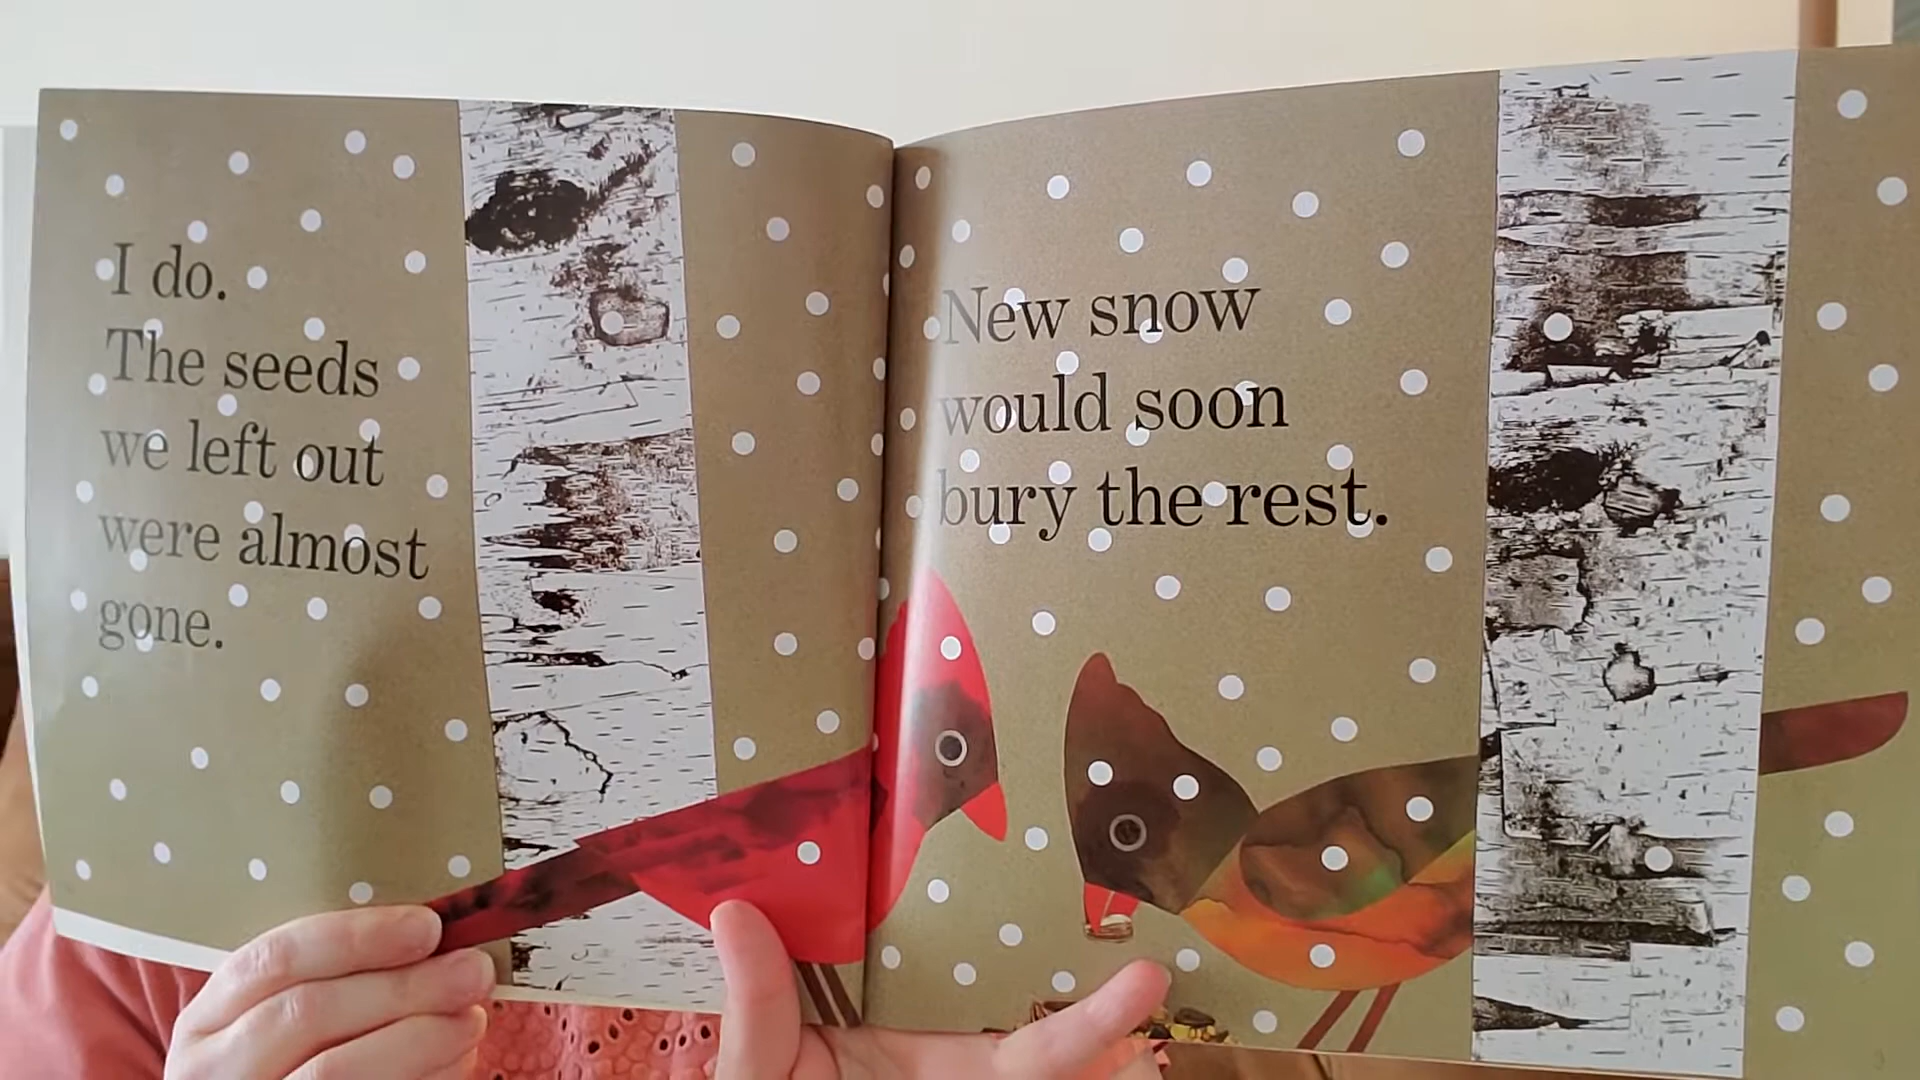 I do.
The seeds
we left out
were almost
gone.
New snow
would soon
bury the rest.